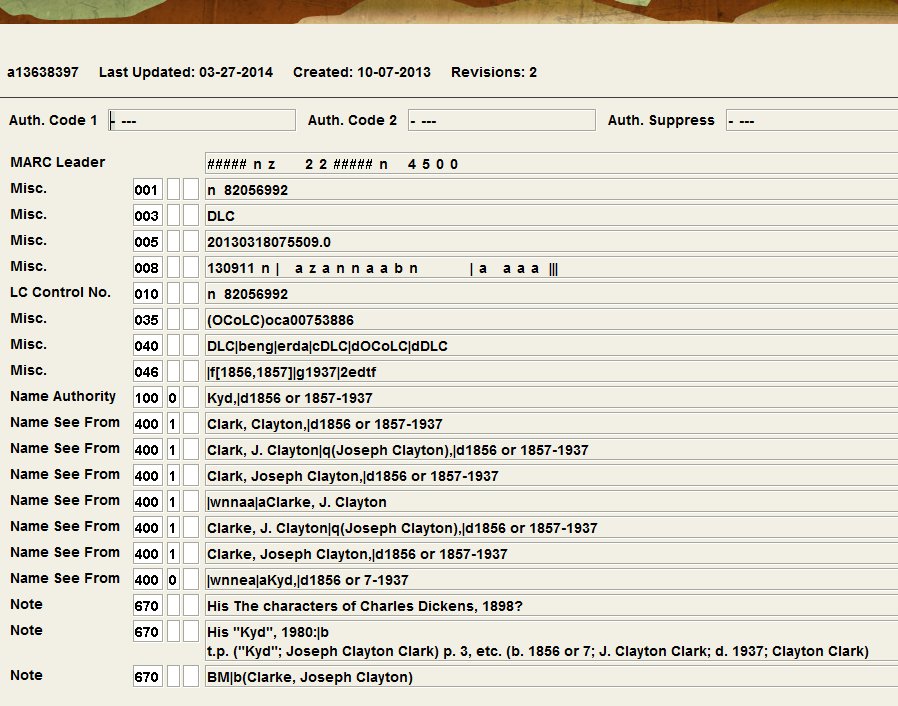 a13638397 Last Updated: 03-27-2014 Created: 10-07-2013 Revisions: 2
Auth. Code 1 - --- Auth. Code 2 - --- Auth. Suppress - ---
MARC Leader ##### n z 2 2 ##### n 4 5 0 0
Misc. 001 n 82056992
Misc. 003 DLC
Misc. 005 20130318075509.0
Misc. 008 130911 n | a z a n n a a b n | a a a a |||
LC Control No. 010 n 82056992
Misc. 035 (OCoLC)oca00753886
Misc. 040 DLC|beng|erda|cDLC|dOCoLC|dDLC
Misc. 046 |f[1856,1857]|g1937|2edtf
Name Authority 100 0 Kyd,|d1856 or 1857-1937
Name See From 400 1 Clark, Clayton,|d1856 or 1857-1937
Name See From 400 1 Clark, J. Clayton|q(Joseph Clayton),|d1856 or 1857-1937
Name See From 400 1 Clark, Joseph Clayton,|d1856 or 1857-1937
Name See From 400 1 |wnnaa|aClarke, J. Clayton
Name See From 400 1 Clarke, J. Clayton|q(Joseph Clayton),|d1856 or 1857-1937
Name See From 400 1 Clarke, Joseph Clayton,|d1856 or 1857-1937
Name See From 400 0 |wnnea|aKyd,|d1856 or 7-1937
Note 670 His The characters of Charles Dickens, 1898?
Note 670 His "Kyd", 1980:|b
t.p. ("Kyd"; Joseph Clayton Clark) p. 3, etc. (b. 1856 or 7; J. Clayton Clark; d. 1937; Clayton Clark)
Note 670 BM|b(Clarke, Joseph Clayton)